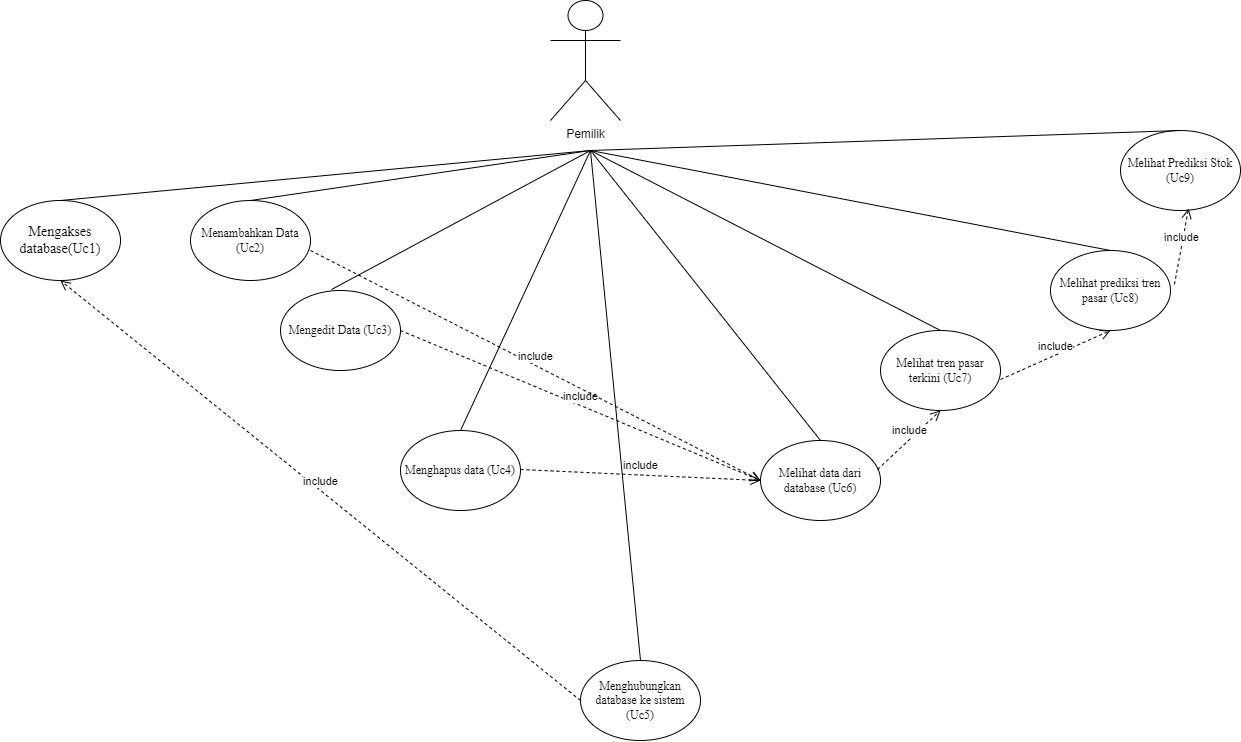 Pemilik
Melihat Prediksi Stok
(Uc9)
Mengakses
database(Uc1)
Menambahkan Data
(Uc2)
include
Melihat prediksi tren
pasar (Uc8)
Mengedit Data (Uc3)
include
include
Melihat tren pasar
terkini (Uc7)
include
include
Menghapus data (Uc4)
include
Melihat data dari
database (Uc6)
include
Menghubungkan
database ke sistem
(Uc5)